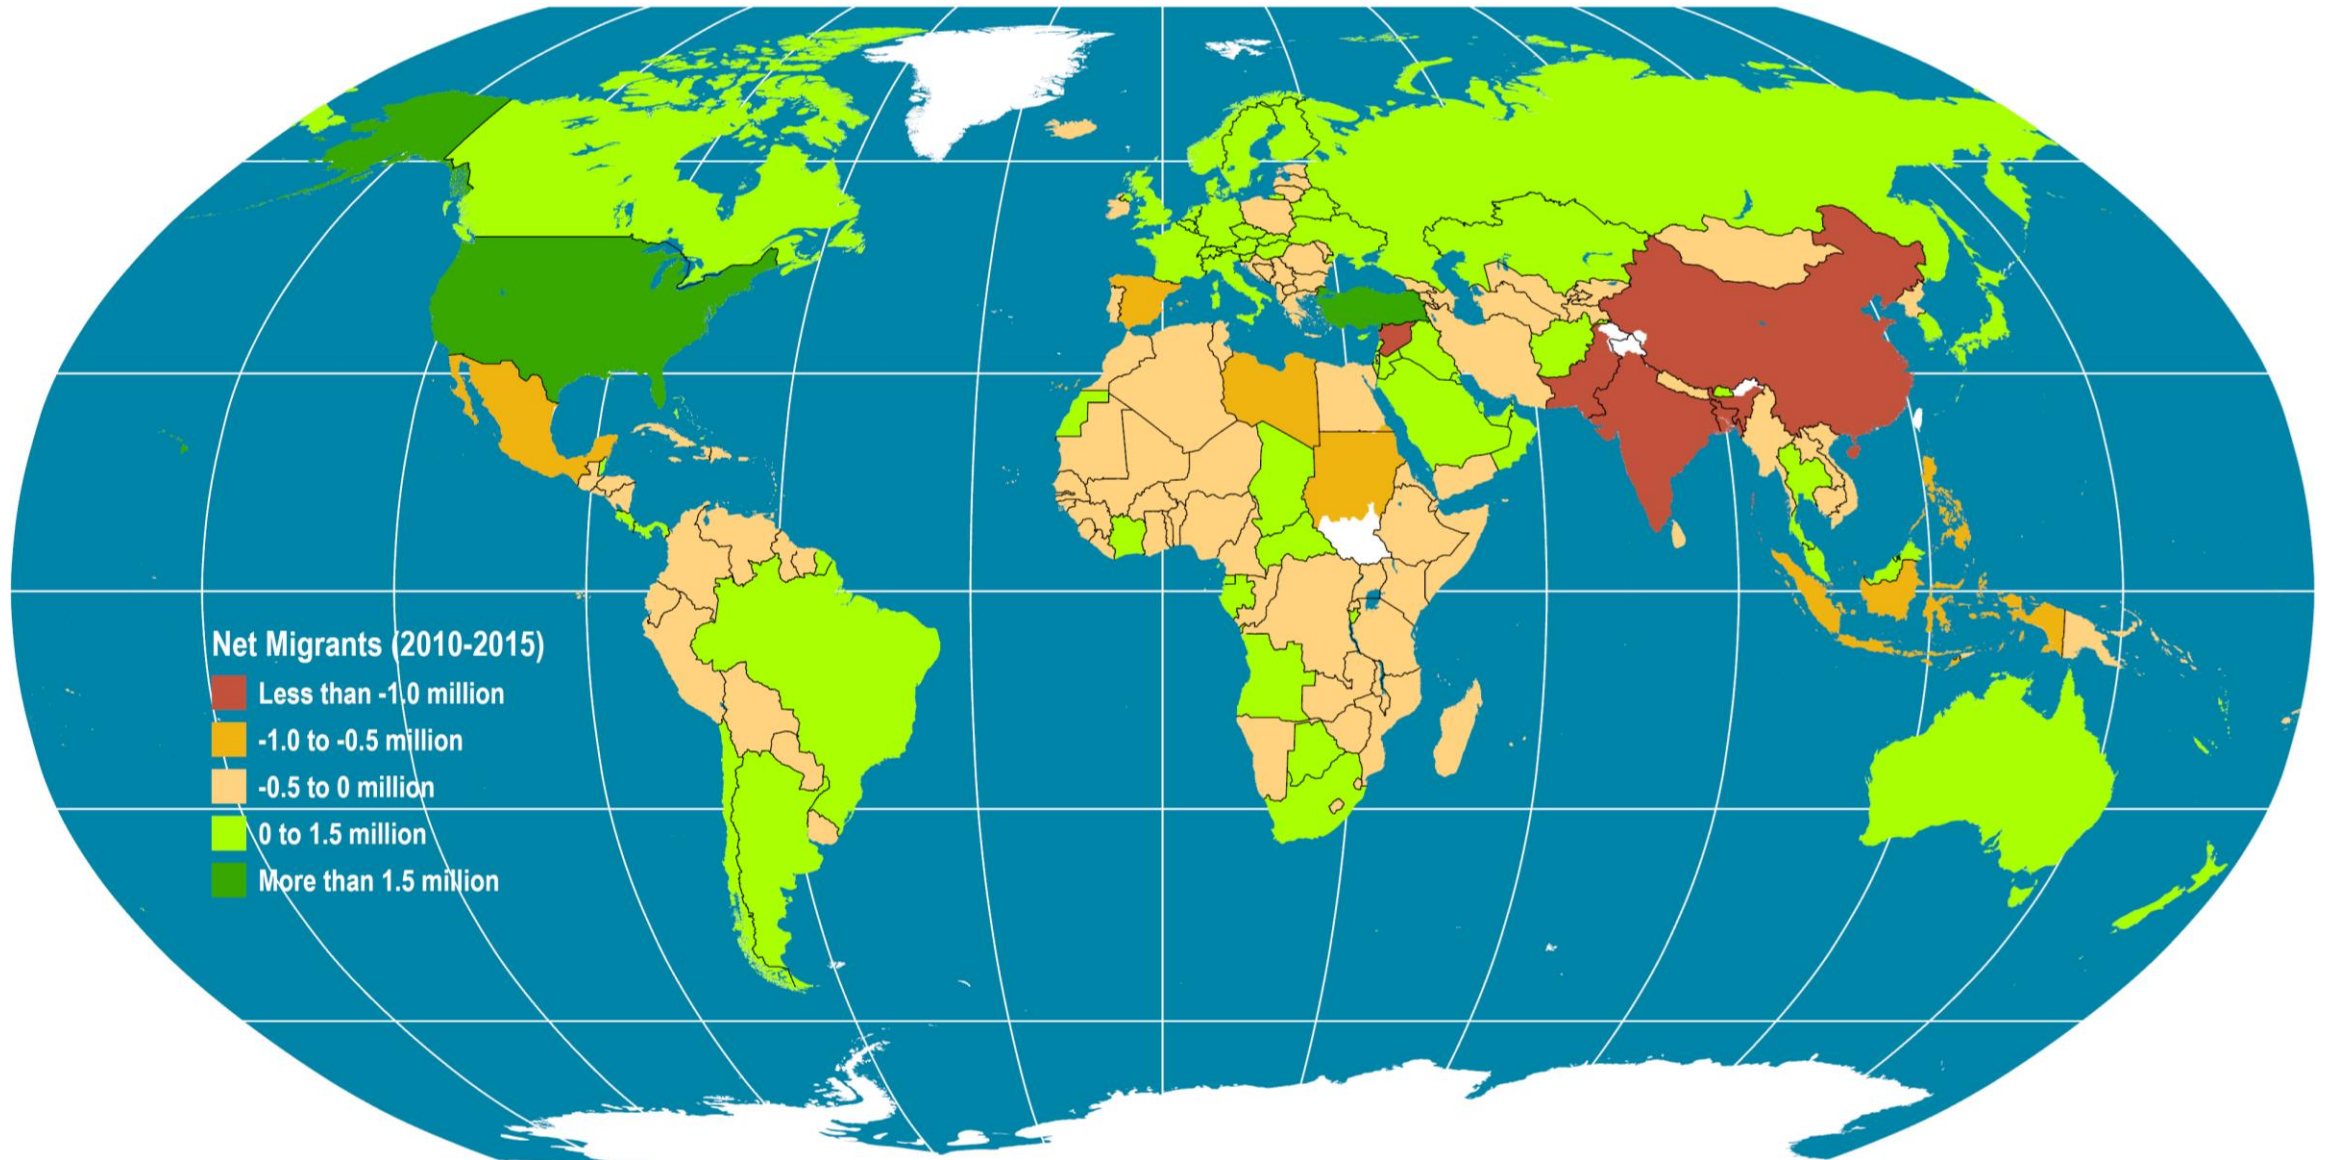 Net Migrants (2010-2015)
Less than -1.0 million
-1.0 to -0.5 million
-0.5 to 0 million
0 to 1.5 million
More than 1.5 million